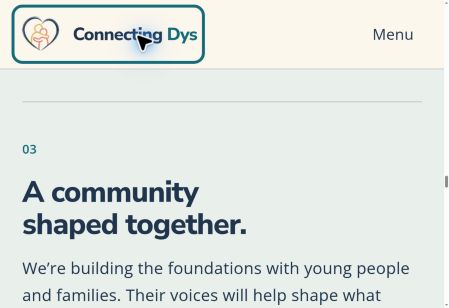 Connecting Dys
Menu
03
A community
shaped together.
We’re building the foundations with young people
and families. Their voices will help shape what